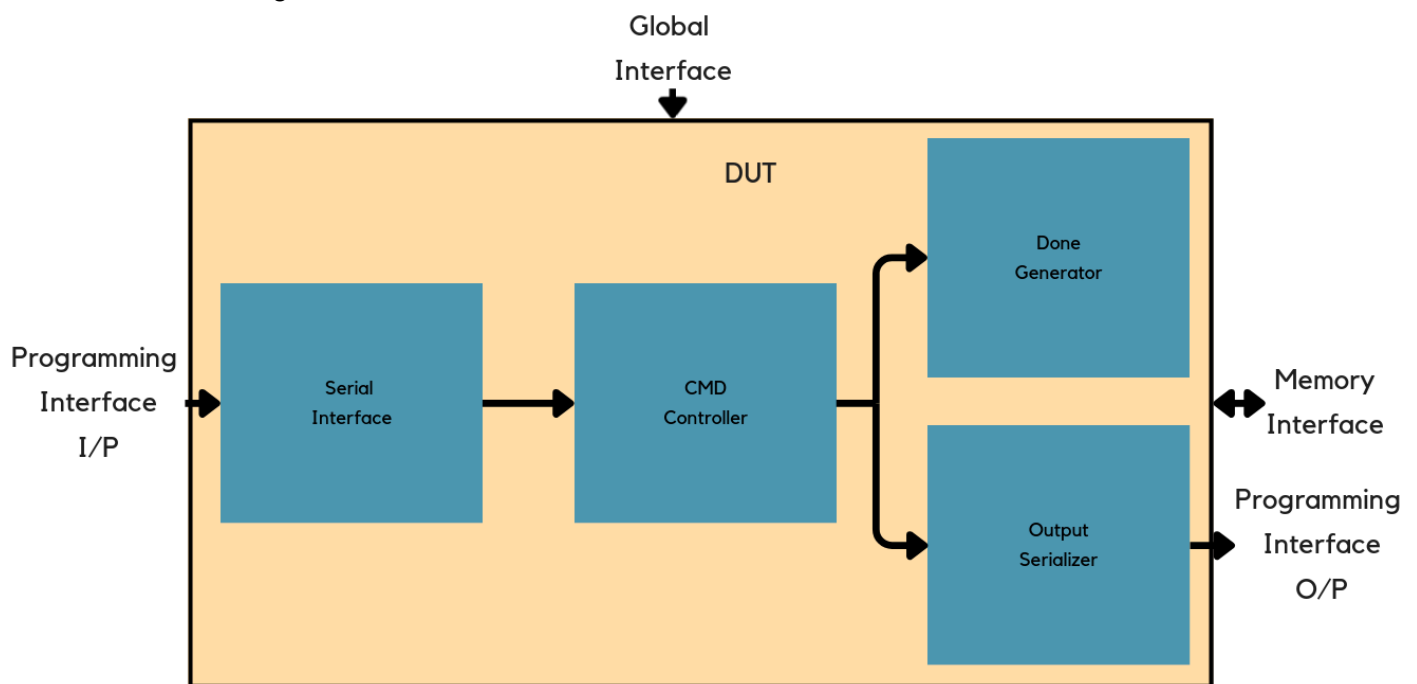 Global
Interface
DUT
Done
Generator
Programming
Interface
I/P
Serial
Interface
CMD
Controller
Memory
Interface
Output
Serializer
Programming
Interface
O/P